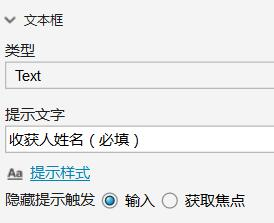 文本框
类型
Text
提示文字
收获人姓名（必填）
Aa 提示样式
隐藏提示触发 输入 获取焦点